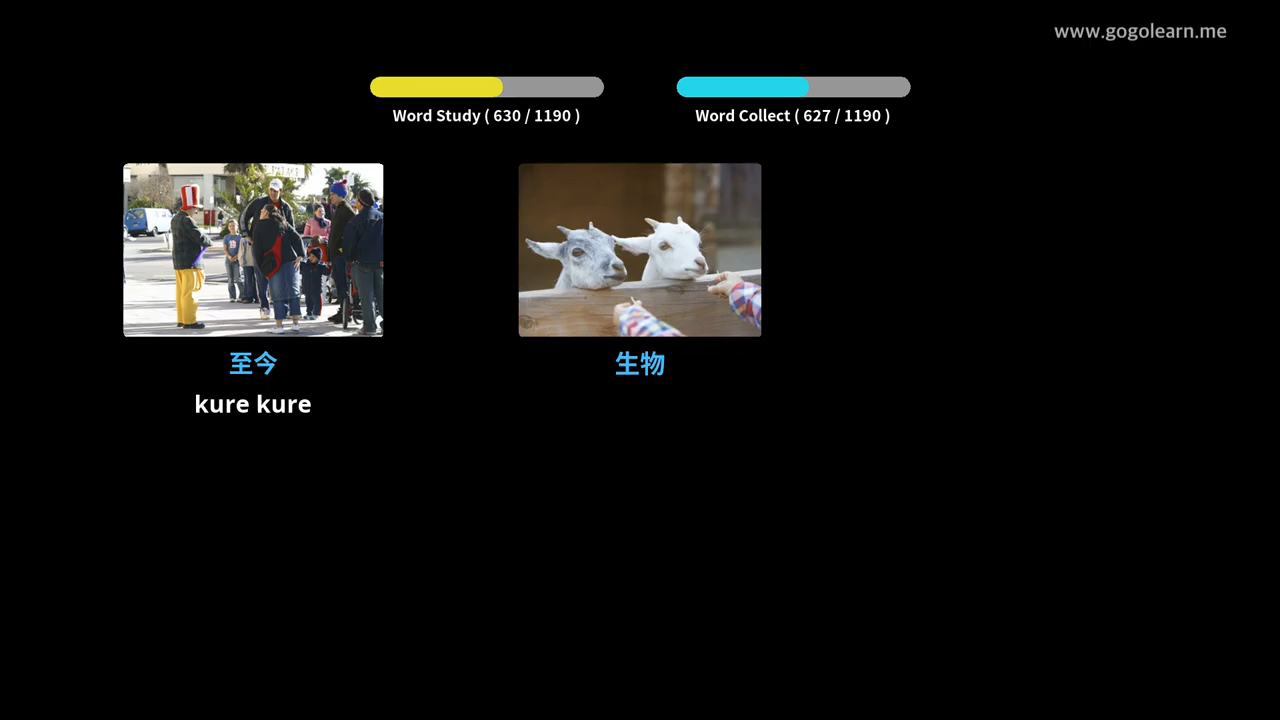 www.gogolearn.me
Word Study ( 630 / 1190 )
Word Collect ( 627 / 1190 )
至今
生物
kure kure